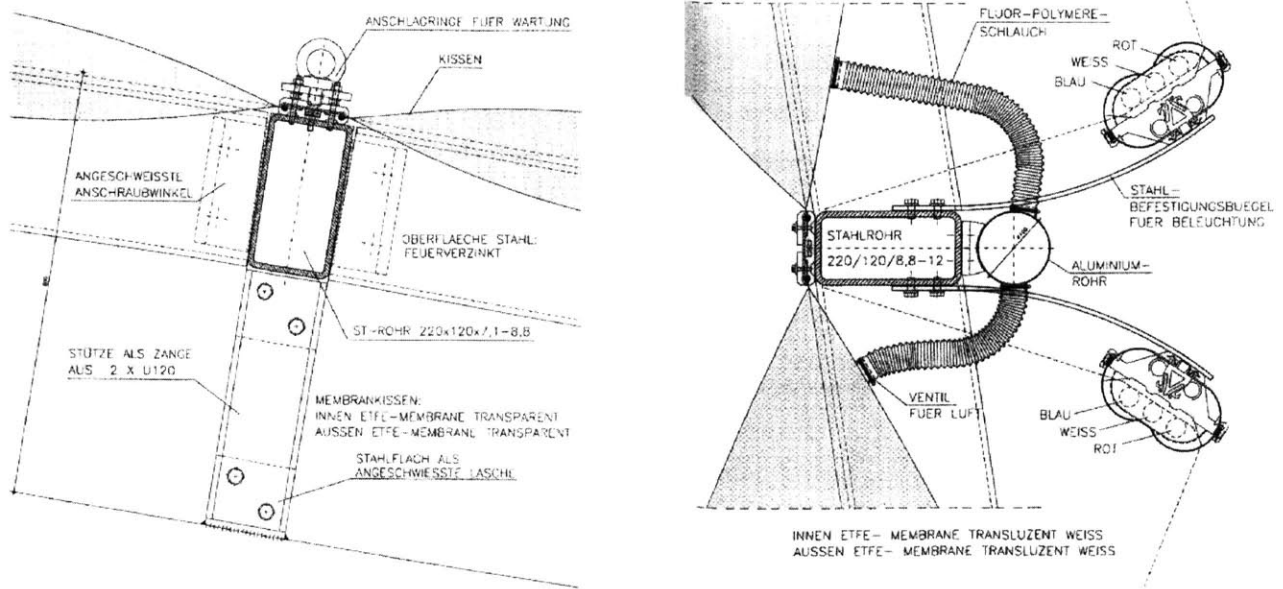 ANSCHLAGRINGE FUER WARTUNG
KISSEN
ANGESCHWEISSTE
ANSCHRAUBWINKEL
OBERFLAECHE STAHL:
FEUERVERZINKT
ST-ROHR 220x120x7,1-8,8
STÜTZE ALS ZANGE
AUS 2 X U120
MEMBRANKISSEN:
INNEN ETFE-MEMBRANE TRANSPARENT
AUSSEN ETFE-MEMBRANE TRANSPARENT
STAHLFLACH ALS
ANGESCHWIESSTE LASCHE
FLUOR-POLYMERE-
SCHLAUCH
ROT
WEISS
BLAU
STAHL-
BEFESTIGUNGSBUEGEL
FUER BELEUCHTUNG
STAHLROHR
220/120/8,8-12
ALUMINIUM-
ROHR
VENTIL
FUER LUFT
BLAU
WEISS
ROT
INNEN ETFE- MEMBRANE TRANSLUZENT WEISS
AUSSEN ETFE- MEMBRANE TRANSLUZENT WEISS